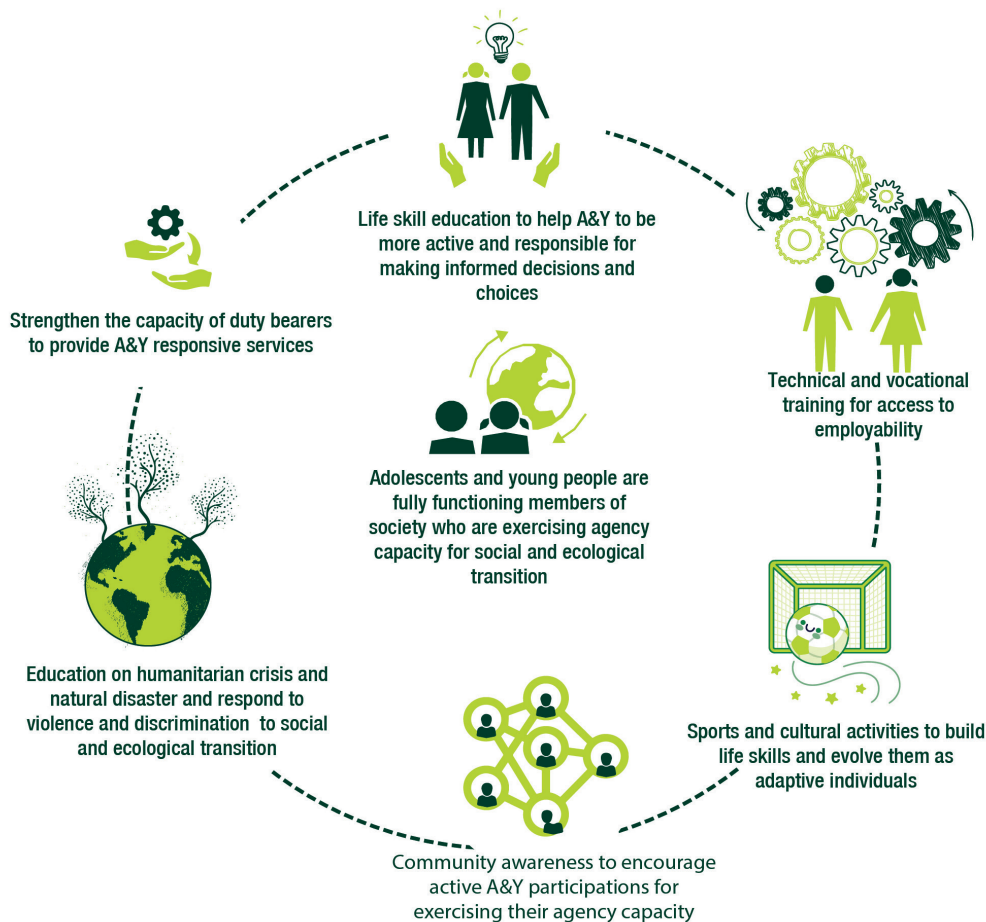 Life skill education to help A&Y to be
more active and responsible for
making informed decisions and
choices
Strengthen the capacity of duty bearers
to provide A&Y responsive services
Technical and vocational
training for access to
employability
Adolescents and young people are
fully functioning members of
society who are exercising agency
capacity for social and ecological
transition
Education on humanitarian crisis and
natural disaster and respond to
violence and discrimination  to social
and ecological transition
Sports and cultural activities to build
life skills and evolve them as
adaptive individuals
Community awareness to encourage
active A&Y participations for
exercising their agency capacity